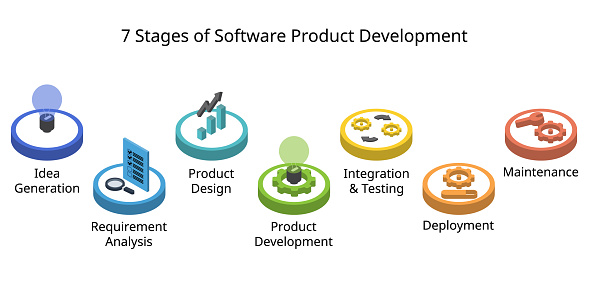 7 Stages of Software Product Development
Idea
Generation
Requirement
Analysis
Product
Design
Product
Development
Integration
& Testing
Deployment
Maintenance